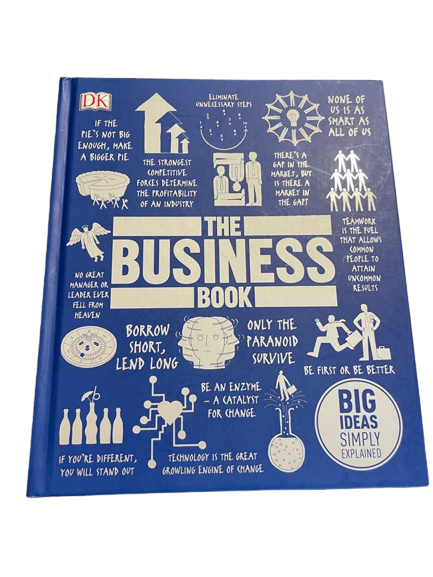 DK
IF THE
PIE'S NOT BIG
ENOUGH, MAKE
A BIGGER PIE
THE STRONGEST
COMPETITIVE
FORCES DETERMINE
THE PROFITABILITY
OF AN INDUSTRY
ELIMINATE
UNNECESSARY STEPS
THERE'S A
GAP IN THE
MARKET, BUT
IS THERE A
MARKET IN
THE GAP?
NONE OF
US IS AS
SMART AS
ALL OF US
THE
BUSINESS
BOOK
TEAMWORK
IS THE FUEL
THAT ALLOWS
COMMON
PEOPLE TO
ATTAIN
UNCOMMON
RESULTS
NO GREAT
MANAGER OR
LEADER EVER
FELL FROM
HEAVEN
BORROW
SHORT,
LEND LONG
ONLY THE
PARANOID
SURVIVE
BE FIRST OR BE BETTER
BE AN ENZYME
– A CATALYST
FOR CHANGE
BIG
IDEAS
SIMPLY
EXPLAINED
IF YOU'RE DIFFERENT,
YOU WILL STAND OUT
TECHNOLOGY IS THE GREAT
GROWLING ENGINE OF CHANGE